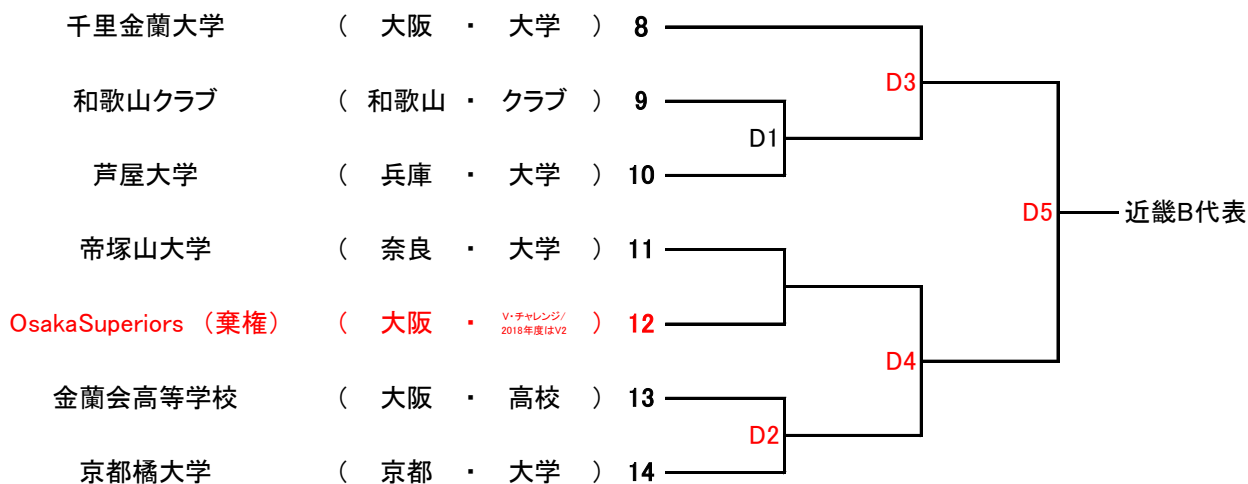 千里金蘭大学 ( 大阪 ・ 大学 ) 8
D3
和歌山クラブ ( 和歌山 ・ クラブ ) 9
D1
芦屋大学 ( 兵庫 ・ 大学 ) 10
D5 近畿B代表
帝塚山大学 ( 奈良 ・ 大学 ) 11
OsakaSuperiors (棄権) ( 大阪 ・ V・チャレンジ/
2018年度はV2 ) 12
D4
金蘭会高等学校 ( 大阪 ・ 高校 ) 13
D2
京都橘大学 ( 京都 ・ 大学 ) 14